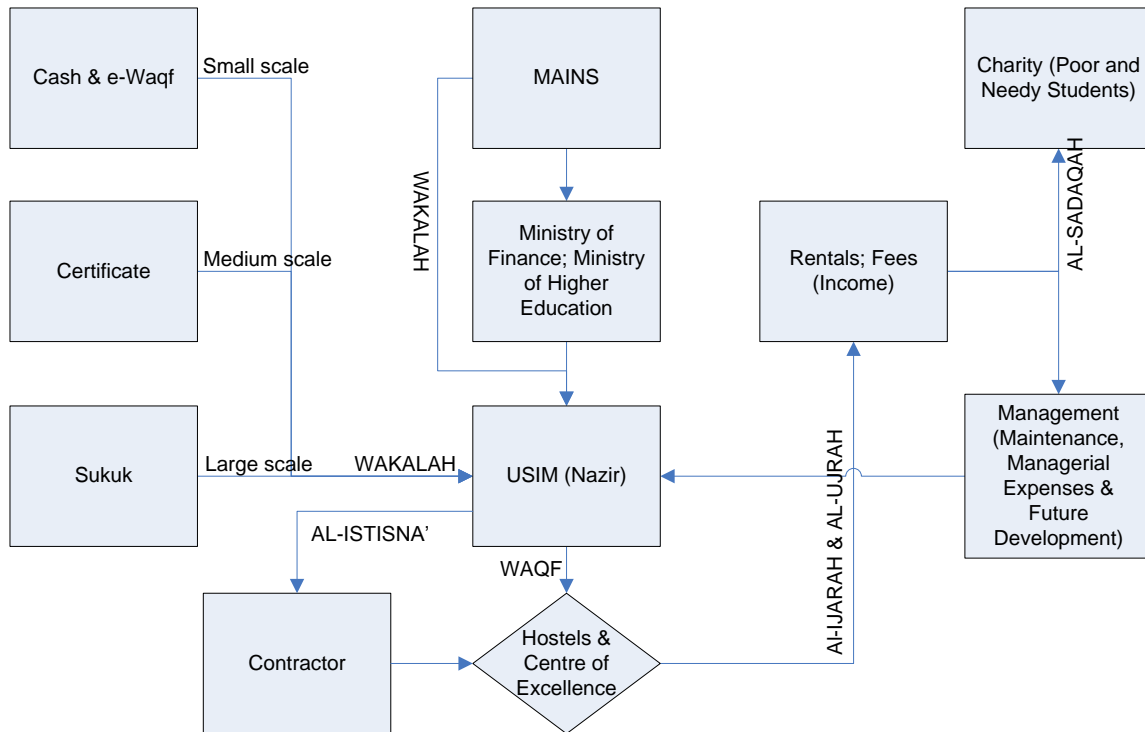 Cash & e-Waqf
Small scale
MAINS
Charity (Poor and
Needy Students)
WAKALAH
AL-SADAQAH
Certificate
Medium scale
Ministry of
Finance; Ministry
of Higher
Education
Rentals; Fees
(Income)
Sukuk
Large scale
WAKALAH
USIM (Nazir)
Management
(Maintenance,
Managerial
Expenses &
Future
Development)
AL-ISTISNA’
WAQF
Al-IJARAH & AL-UJRAH
Contractor
Hostels &
Centre of
Excellence